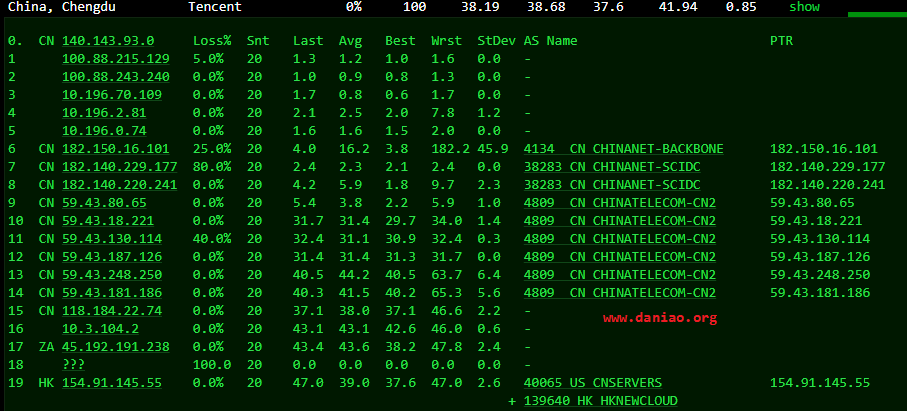 China, Chengdu Tencent 0% 100 38.19 38.68 37.6 41.94 0.85 show
0. CN 140.143.93.0 Loss% Snt Last Avg Best Wrst StDev AS Name PTR
1 100.88.215.129 5.0% 20 1.3 1.2 1.0 1.6 0.0 -
2 100.88.243.240 0.0% 20 1.0 0.9 0.8 1.3 0.0 -
3 10.196.70.109 0.0% 20 1.7 0.8 0.6 1.7 0.0 -
4 10.196.2.81 0.0% 20 2.1 2.5 2.0 7.8 1.2 -
5 10.196.0.74 0.0% 20 1.6 1.6 1.5 2.0 0.0 -
6 CN 182.150.16.101 25.0% 20 4.0 16.2 3.8 182.2 45.9 4134 CN CHINANET-BACKBONE 182.150.16.101
7 CN 182.140.229.177 80.0% 20 2.4 2.3 2.1 2.4 0.0 38283 CN CHINANET-SCIDC 182.140.229.177
8 CN 182.140.220.241 0.0% 20 4.2 5.9 1.8 9.7 2.3 38283 CN CHINANET-SCIDC 182.140.220.241
9 CN 59.43.80.65 0.0% 20 5.4 3.8 2.2 5.9 1.0 4809 CN CHINATELECOM-CN2 59.43.80.65
10 CN 59.43.18.221 0.0% 20 31.7 31.4 29.7 34.0 1.4 4809 CN CHINATELECOM-CN2 59.43.18.221
11 CN 59.43.130.114 40.0% 20 32.4 31.1 30.9 32.4 0.3 4809 CN CHINATELECOM-CN2 59.43.130.114
12 CN 59.43.187.126 0.0% 20 31.4 31.4 31.3 31.7 0.0 4809 CN CHINATELECOM-CN2 59.43.187.126
13 CN 59.43.248.250 0.0% 20 40.5 44.2 40.5 63.7 6.4 4809 CN CHINATELECOM-CN2 59.43.248.250
14 CN 59.43.181.186 0.0% 20 40.3 41.5 40.2 65.3 5.6 4809 CN CHINATELECOM-CN2 59.43.181.186
15 CN 118.184.22.74 0.0% 20 37.1 38.0 37.1 46.6 2.2 -
16 10.3.104.2 0.0% 20 43.1 43.1 42.6 46.0 0.6 -
www.daniao.org
17 ZA 45.192.191.238 0.0% 20 43.4 43.6 38.2 47.8 2.4 -
18 ??? 100.0 20 0.0 0.0 0.0 0.0 0.0 -
19 HK 154.91.145.55 0.0% 20 47.0 39.0 37.6 47.0 2.6 40065 US CNSERVERS 154.91.145.55
+ 139640 HK HKNEWCLOUD